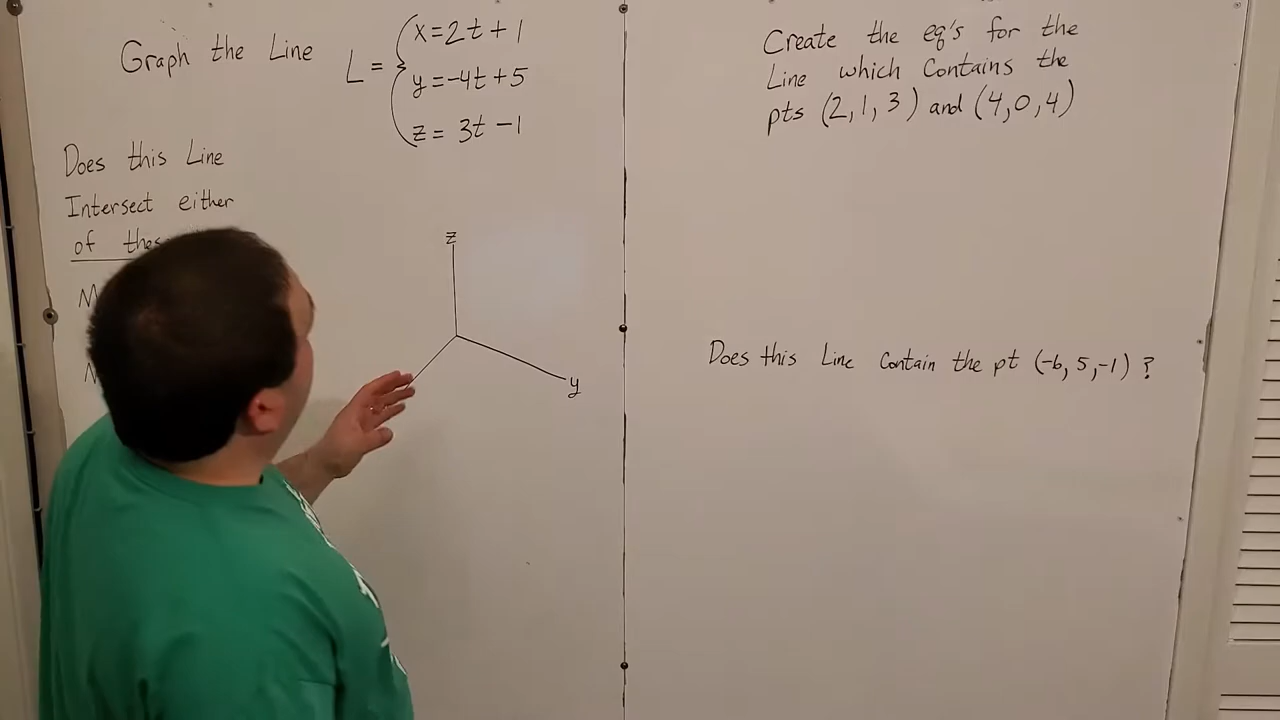 Graph the Line L =
x=2t+1
y=-4t+5
z= 3t-1
Does this Line
Intersect either
of
z
y
Create the eq's for the
Line which Contains the
pts (2,1,3) and (4,0,4)
Does this Line Contain the pt (-6,5,-1)?